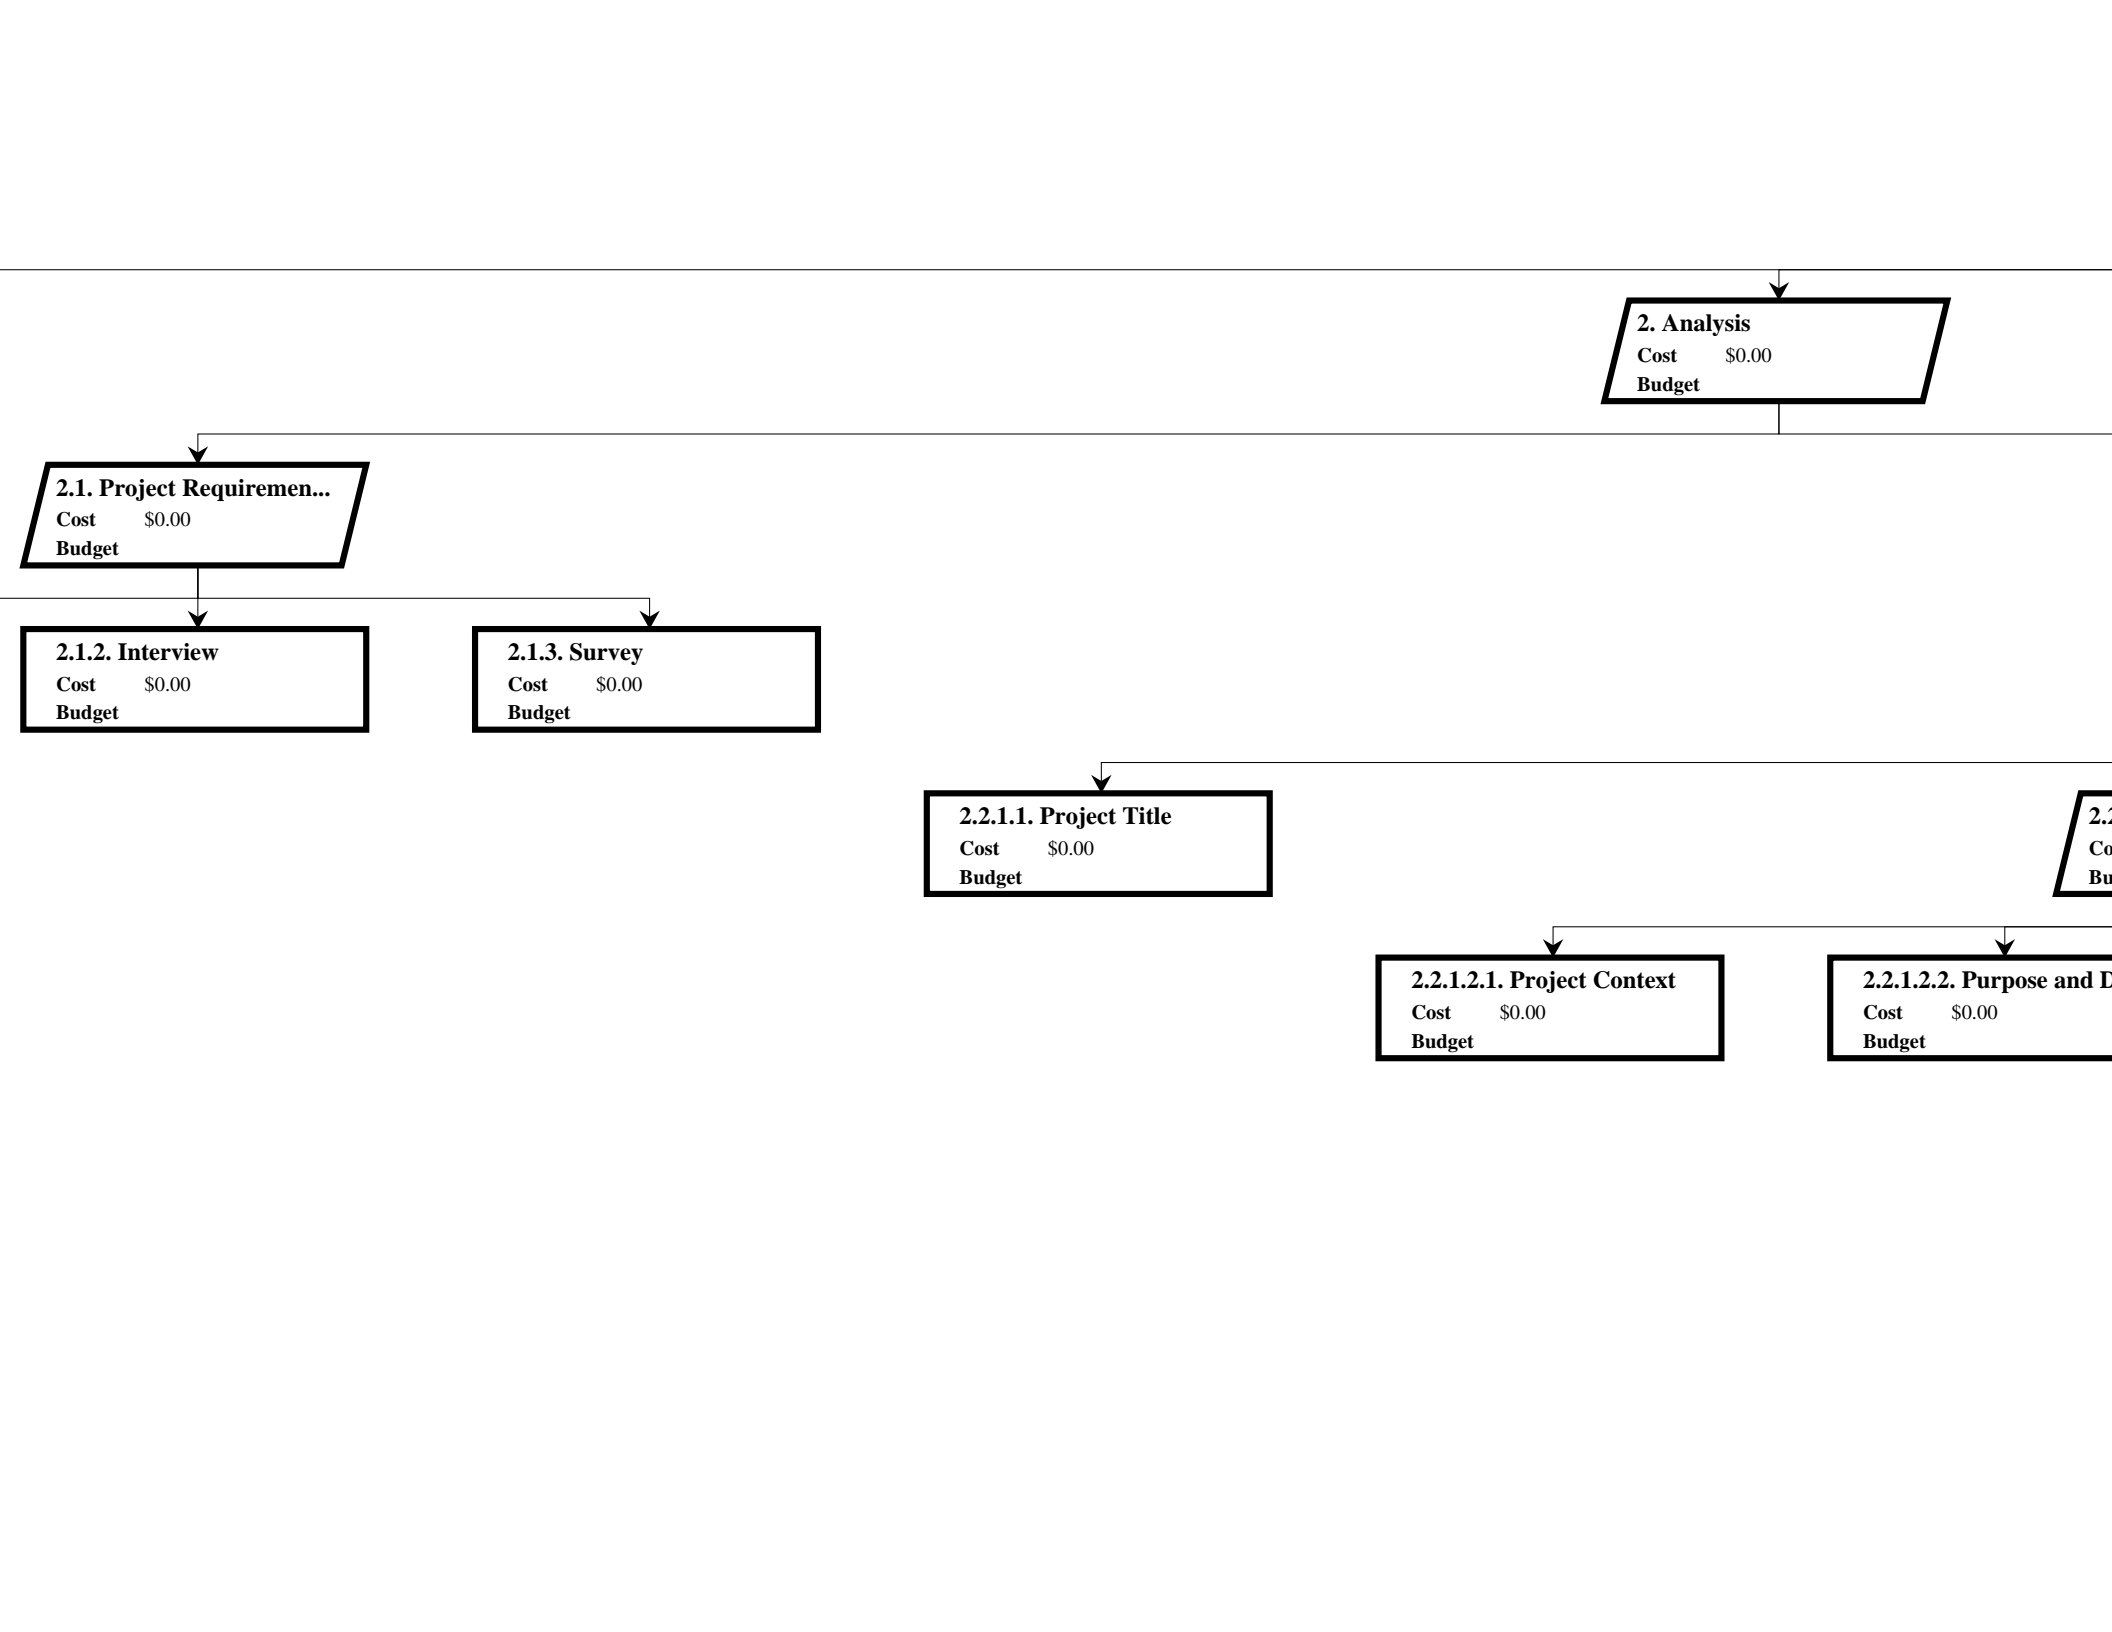 2. Analysis
Cost $0.00
Budget
2.1. Project Requiremen...
Cost $0.00
Budget
2.1.2. Interview
Cost $0.00
Budget
2.1.3. Survey
Cost $0.00
Budget
2.2.1.1. Project Title
Cost $0.00
Budget
2.2.1.2.1. Project Context
Cost $0.00
Budget
2.2.1.2.2. Purpose and
Cost $0.00
Budget